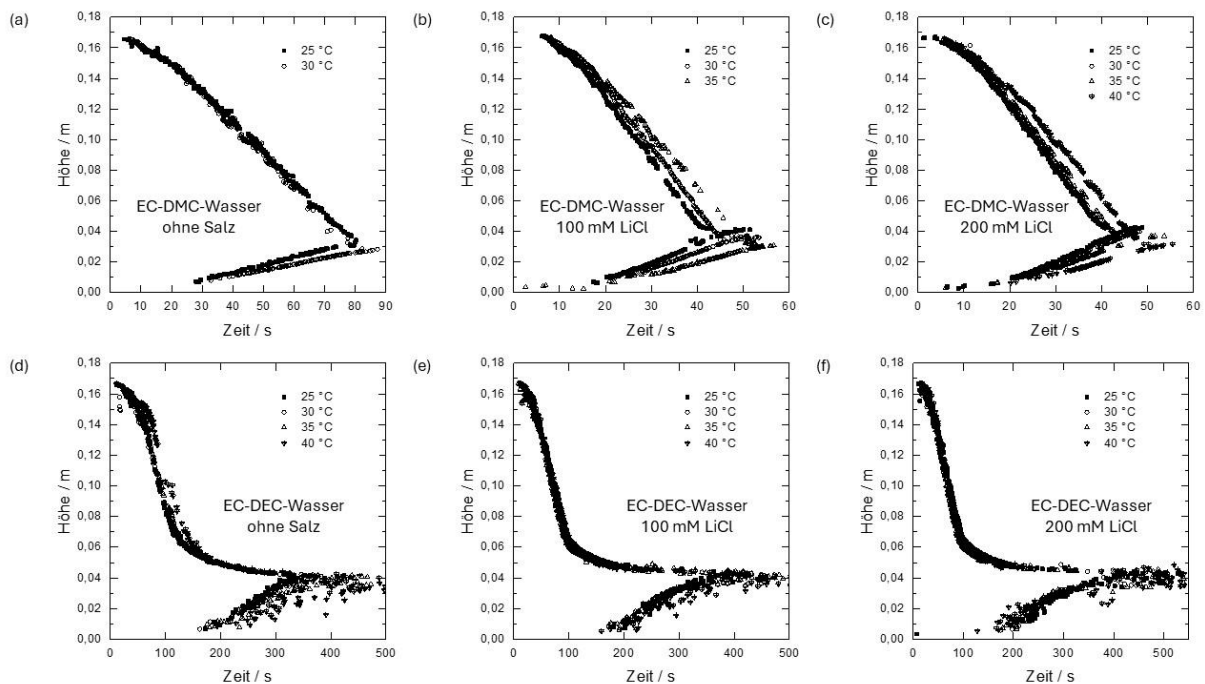 (a)
0,18
0,16
0,14
0,12
0,10
0,08
0,06
0,04
0,02
0,00
Höhe / m
25 °C
30 °C
EC-DMC-Wasser
ohne Salz
0 10 20 30 40 50 60 70 80 90
Zeit / s
(b)
0,18
0,16
0,14
0,12
0,10
0,08
0,06
0,04
0,02
0,00
Höhe / m
25 °C
30 °C
35 °C
EC-DMC-Wasser
100 mM LiCl
0 10 20 30 40 50 60
Zeit / s
(c)
0,18
0,16
0,14
0,12
0,10
0,08
0,06
0,04
0,02
0,00
Höhe / m
25 °C
30 °C
35 °C
40 °C
EC-DMC-Wasser
200 mM LiCl
0 10 20 30 40 50 60
Zeit / s
(d)
0,18
0,16
0,14
0,12
0,10
0,08
0,06
0,04
0,02
0,00
Höhe / m
25 °C
30 °C
35 °C
40 °C
EC-DEC-Wasser
ohne Salz
0 100 200 300 400 500
Zeit / s
(e)
0,18
0,16
0,14
0,12
0,10
0,08
0,06
0,04
0,02
0,00
Höhe / m
25 °C
30 °C
35 °C
40 °C
EC-DEC-Wasser
100 mM LiCl
0 100 200 300 400 500
Zeit / s
(f)
0,18
0,16
0,14
0,12
0,10
0,08
0,06
0,04
0,02
0,00
Höhe / m
25 °C
30 °C
35 °C
40 °C
EC-DEC-Wasser
200 mM LiCl
0 100 200 300 400 500
Zeit / s